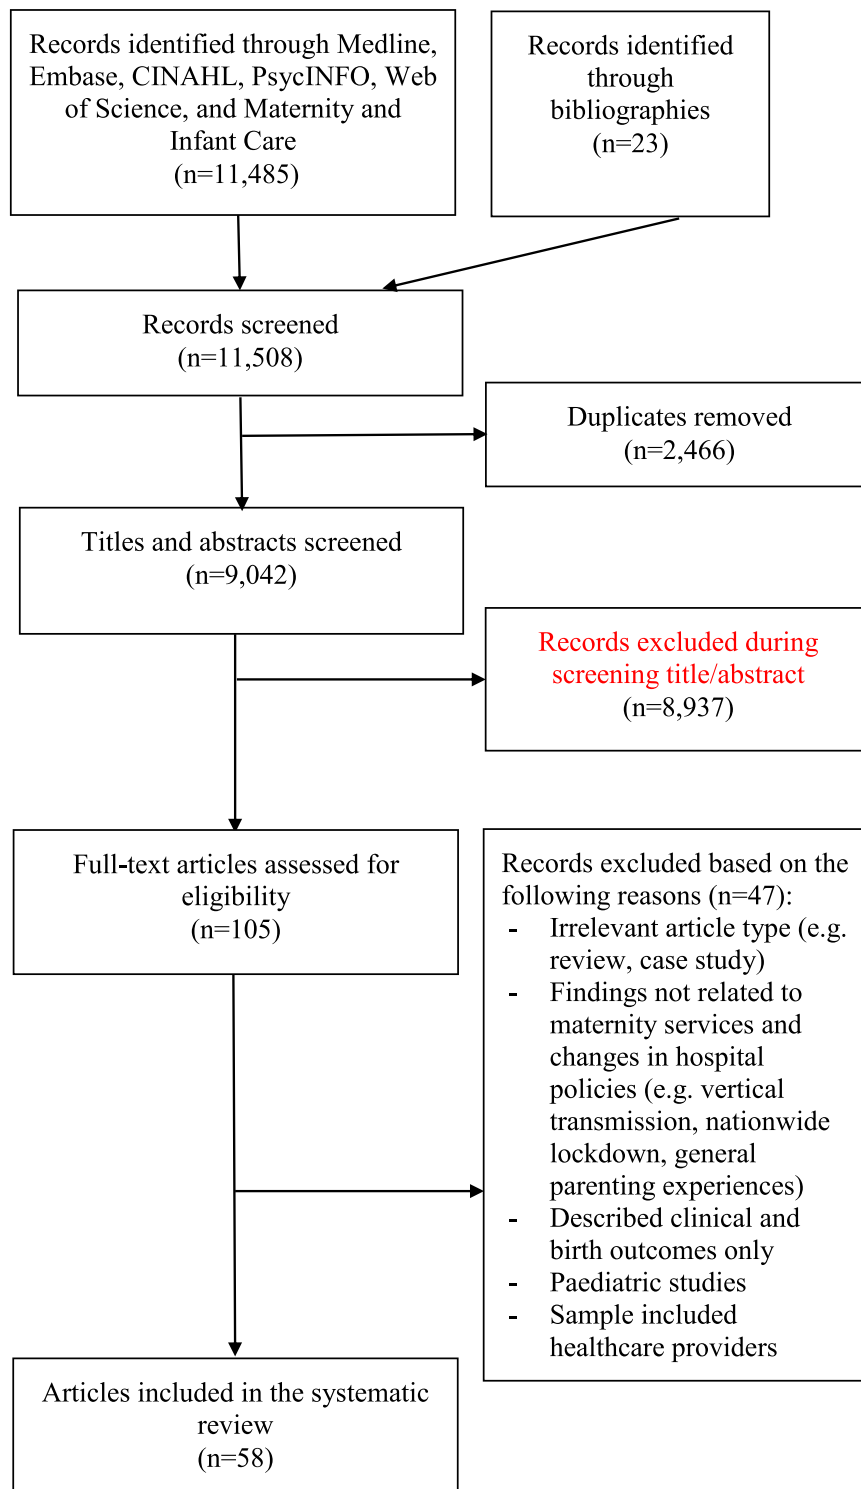 Records identified through Medline,
Embase, CINAHL, PsycINFO, Web
of Science, and Maternity and
Infant Care
(n=11,485)
Records identified
through
bibliographies
(n=23)
Records screened
(n=11,508)
Duplicates removed
(n=2,466)
Titles and abstracts screened
(n=9,042)
Records excluded during
screening title/abstract
(n=8,937)
Full-text articles assessed for
eligibility
(n=105)
Records excluded based on the
following reasons (n=47):
- Irrelevant article type (e.g.
review, case study)
- Findings not related to
maternity services and
changes in hospital
policies (e.g. vertical
transmission, nationwide
lockdown, general
parenting experiences)
- Described clinical and
birth outcomes only
- Paediatric studies
- Sample included
healthcare providers
Articles included in the systematic
review
(n=58)